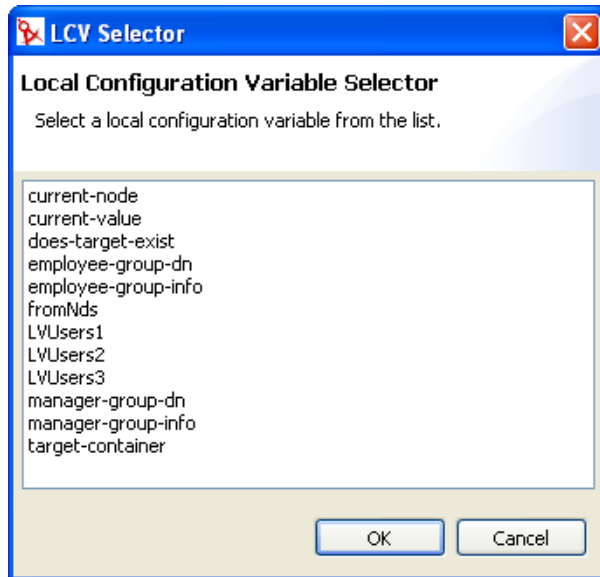 LCV Selector
Local Configuration Variable Selector
Select a local configuration variable from the list.
current-node
current-value
does-target-exist
employee-group-dn
employee-group-info
fromNds
LVUsers1
LVUsers2
LVUsers3
manager-group-dn
manager-group-info
target-container
OK Cancel